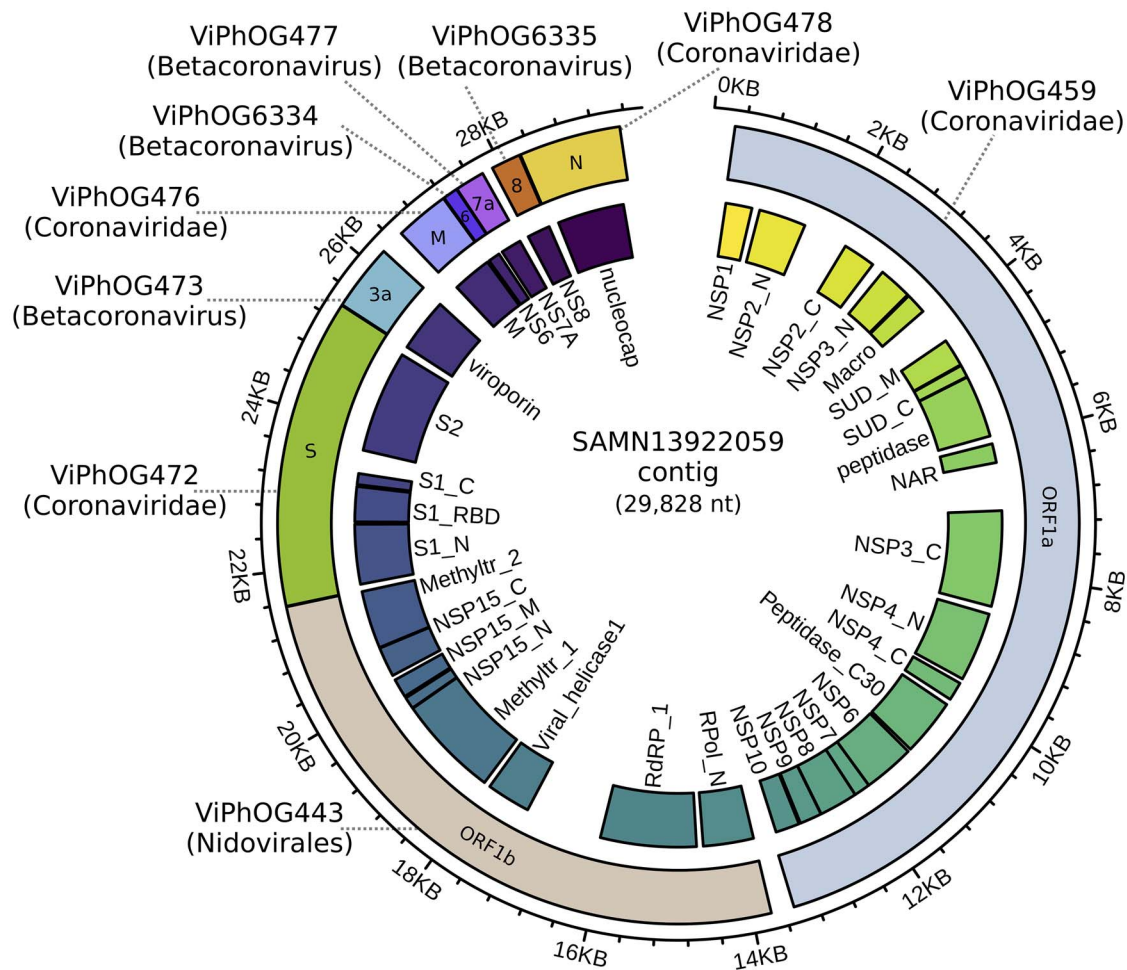 ViPhOG477
(Betacoronavirus)
ViPhOG6335
(Betacoronavirus)
ViPhOG478
(Coronaviridae)
ViPhOG459
(Coronaviridae)
ViPhOG6334
(Betacoronavirus)
ViPhOG476
(Coronaviridae)
ViPhOG473
(Betacoronavirus)
ViPhOG472
(Coronaviridae)
ViPhOG443
(Nidovirales)
0KB
2KB
4KB
6KB
8KB
10KB
12KB
14KB
16KB
18KB
20KB
22KB
24KB
26KB
28KB
ORF1a
ORF1b
S
3a
M
6
7a
8
N
NSP1
NSP2_N
NSP2_C
NSP3_N
Macro
SUD_M
SUD_C
peptidase
NAR
NSP3_C
NSP4_N
NSP4_C
Peptidase_C30
NSP6
NSP7
NSP8
NSP9
NSP10
RPol_N
RdRP_1
Viral_helicase1
Methyltr_1
NSP15_N
NSP15_M
NSP15_C
Methyltr_2
S1_N
S1_RBD
S1_C
S2
viroporin
M
NS6
NS7A
NS8
nucleocap
SAMN13922059
contig
(29,828 nt)